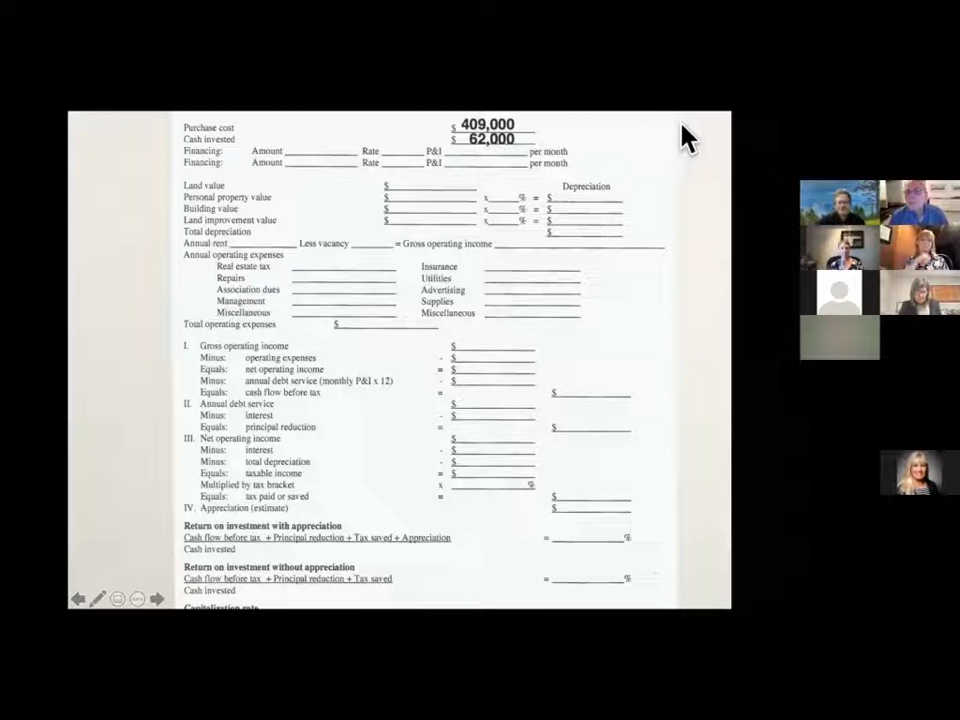 Purchase cost $ 409,000
Cash invested $ 62,000
Financing: Amount Rate P&I per month
Financing: Amount Rate P&I per month
Land value $ Depreciation
Personal property value $ x % = $
Building value $ x % = $
Land improvement value $ x % = $
Total depreciation $
Annual rent Less vacancy = Gross operating income
Annual operating expenses
Real estate tax Insurance
Repairs Utilities
Association dues Advertising
Management Supplies
Miscellaneous Miscellaneous
Total operating expenses $
I. Gross operating income $
Minus: operating expenses - $
Equals: net operating income = $
Minus: annual debt service (monthly P&I x 12) - $
Equals: cash flow before tax = $
II. Annual debt service $
Minus: interest - $
Equals: principal reduction = $
III. Net operating income $
Minus: interest - $
Minus: total depreciation - $
Equals: taxable income = $
Multiplied by tax bracket x %
Equals: tax paid or saved = $
IV. Appreciation (estimate) $
Return on investment with appreciation
Cash flow before tax + Principal reduction + Tax saved + Appreciation = %
Cash invested
Return on investment without appreciation
Cash flow before tax + Principal reduction + Tax saved = %
Cash invested
Capitalization rate